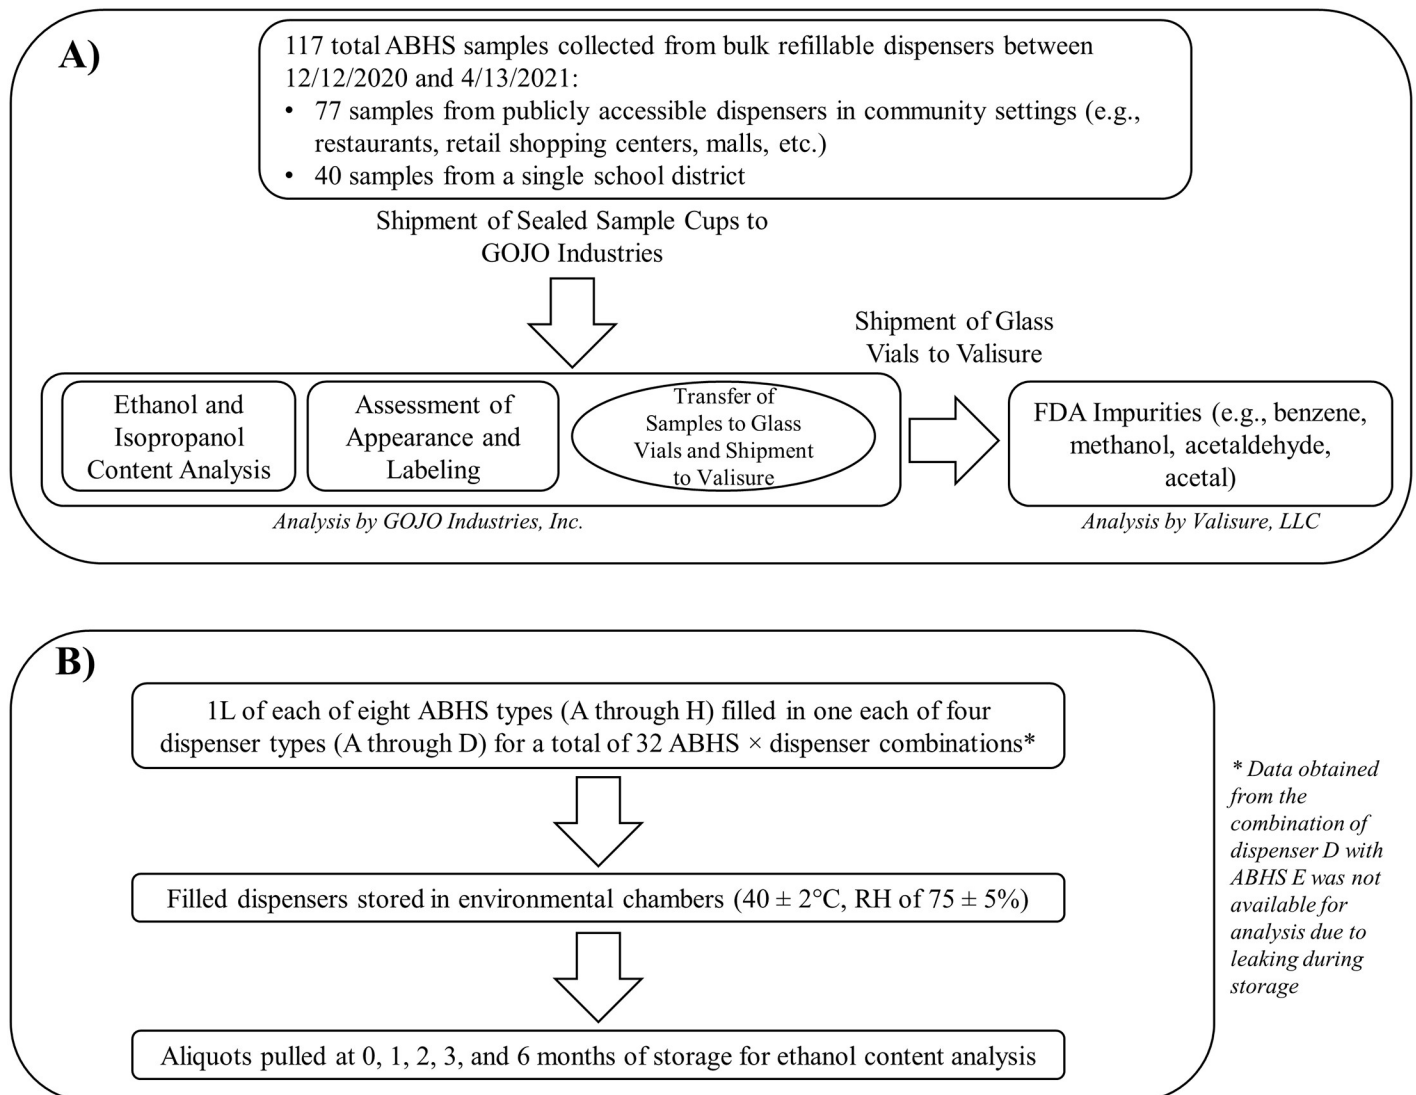 A)
117 total ABHS samples collected from bulk refillable dispensers between
12/12/2020 and 4/13/2021:
• 77 samples from publicly accessible dispensers in community settings (e.g.,
restaurants, retail shopping centers, malls, etc.)
• 40 samples from a single school district
Shipment of Sealed Sample Cups to
GOJO Industries
Shipment of Glass
Vials to Valisure
Ethanol and
Isopropanol
Content Analysis
Assessment of
Appearance and
Labeling
Transfer of
Samples to Glass
Vials and Shipment
to Valisure
FDA Impurities (e.g., benzene,
methanol, acetaldehyde,
acetal)
Analysis by GOJO Industries, Inc.
Analysis by Valisure, LLC
B)
1L of each of eight ABHS types (A through H) filled in one each of four
dispenser types (A through D) for a total of 32 ABHS × dispenser combinations*
Filled dispensers stored in environmental chambers (40 ± 2°C, RH of 75 ± 5%)
Aliquots pulled at 0, 1, 2, 3, and 6 months of storage for ethanol content analysis
* Data obtained
from the
combination of
dispenser D with
ABHS E was not
available for
analysis due to
leaking during
storage